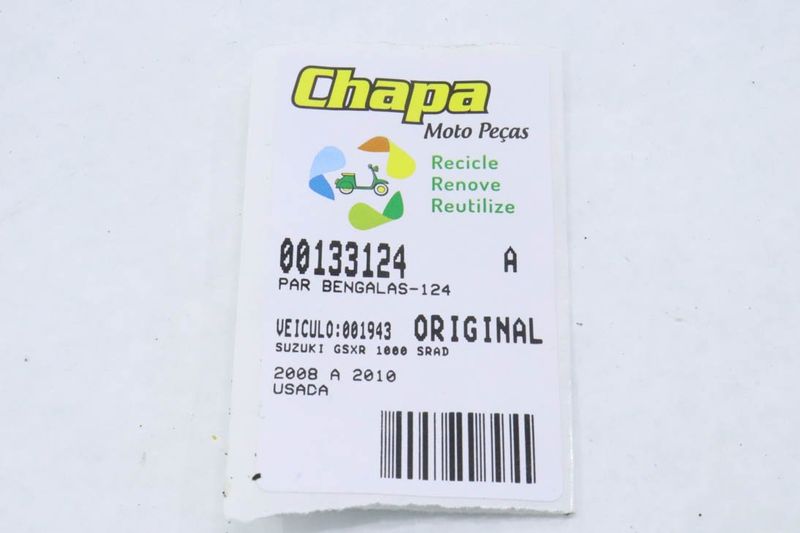 Chapa
Moto Peças
Recicle
Renove
Reutilize
00133124 A
PAR BENGALAS-124
VEICULO:001943 ORIGINAL
SUZUKI GSXR 1000 SRAD
2008 A 2010
USADA